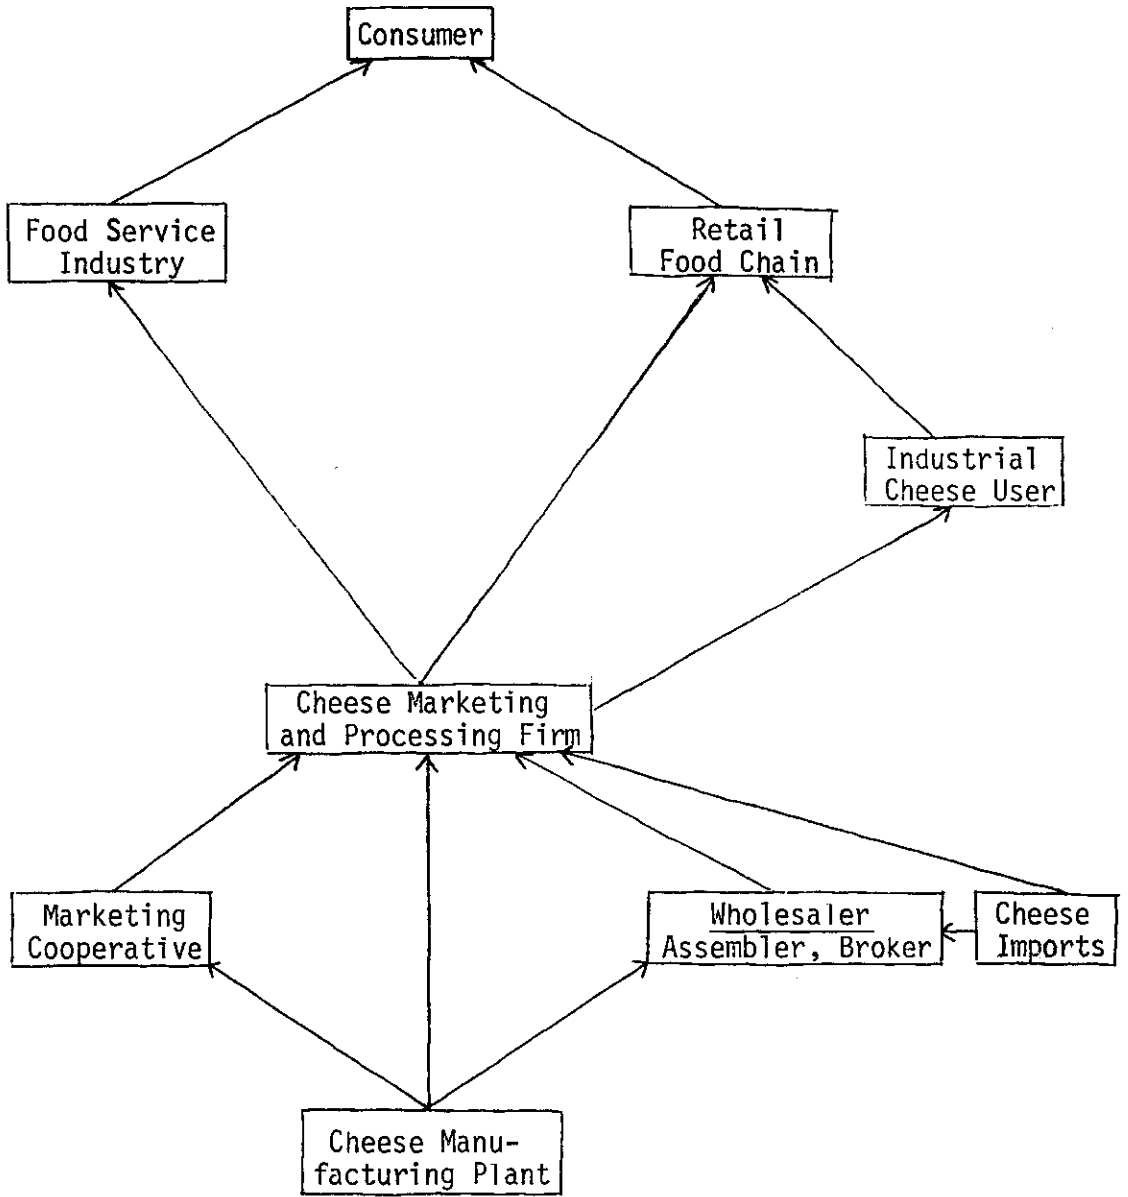 Consumer
Food Service
Industry
Retail
Food Chain
Industrial
Cheese User
Cheese Marketing
and Processing Firm
Marketing
Cooperative
Wholesaler
Assembler, Broker
Cheese
Imports
Cheese Manu-
facturing Plant